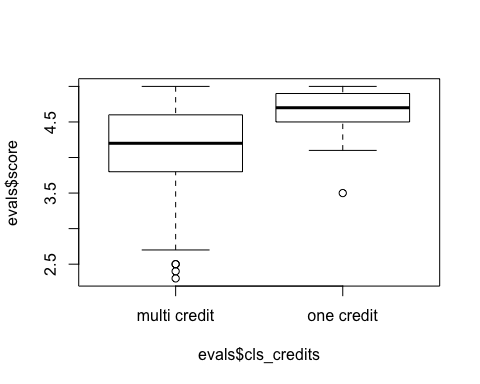 evals$score
4.5
3.5
2.5
multi credit
one credit
evals$cls_credits